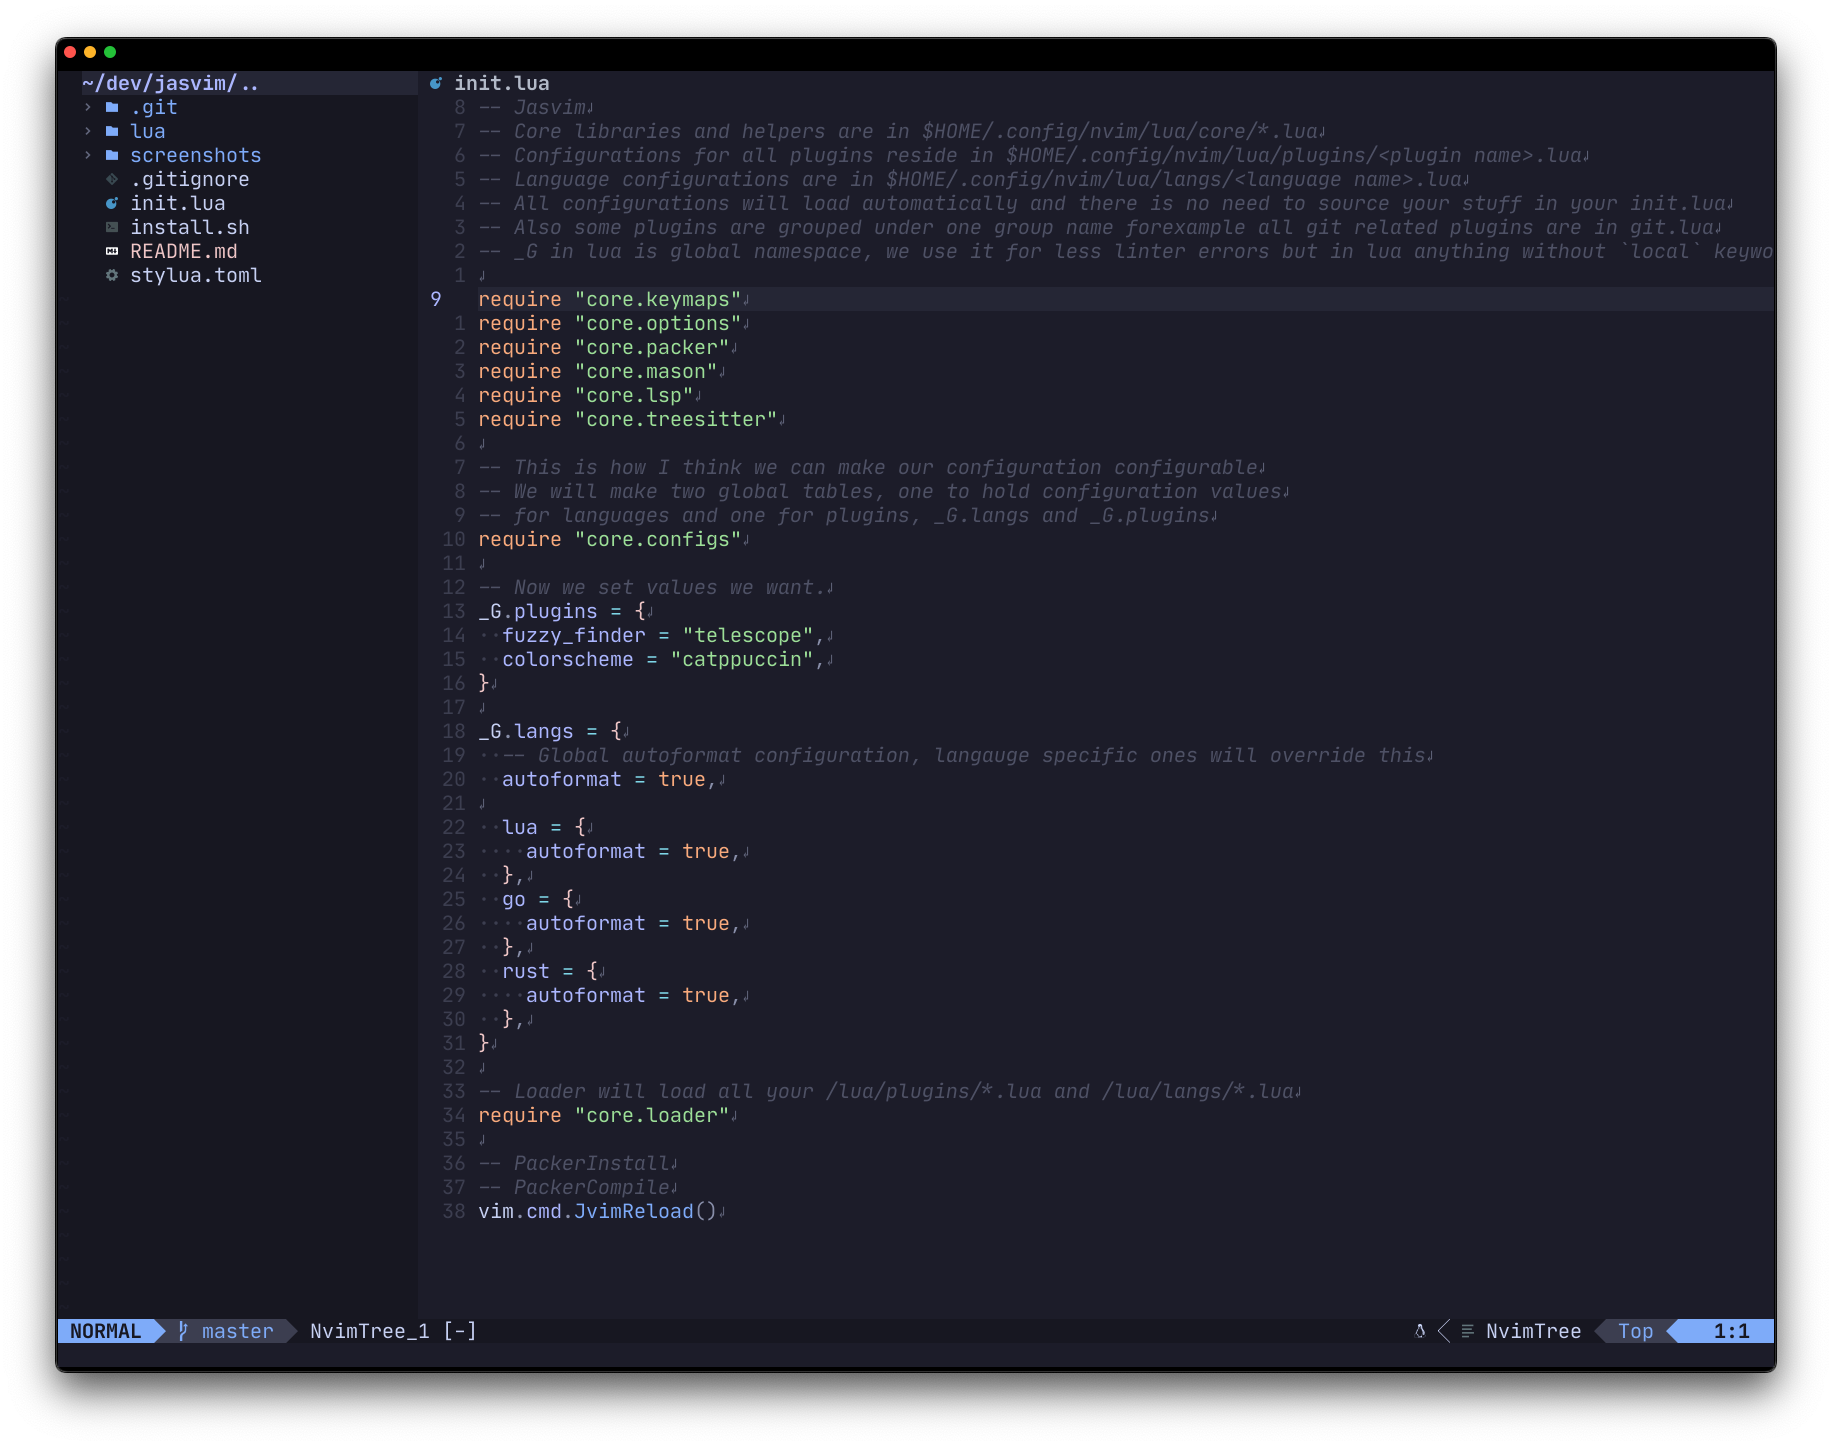 ~/dev/jasvim/..
.git
lua
screenshots
.gitignore
init.lua
install.sh
README.md
stylua.toml
init.lua
8 -- Jasvim
7 -- Core libraries and helpers are in $HOME/.config/nvim/lua/core/*.lua
6 -- Configurations for all plugins reside in $HOME/.config/nvim/lua/plugins/<plugin name>.lua
5 -- Language configurations are in $HOME/.config/nvim/lua/langs/<language name>.lua
4 -- All configurations will load automatically and there is no need to source your stuff in your init.lua
3 -- Also some plugins are grouped under one group name forexample all git related plugins are in git.lua
2 -- _G in lua is global namespace, we use it for less linter errors but in lua anything without `local` keywo
1
9 require "core.keymaps"
1 require "core.options"
2 require "core.packer"
3 require "core.mason"
4 require "core.lsp"
5 require "core.treesitter"
6
7 -- This is how I think we can make our configuration configurable
8 -- We will make two global tables, one to hold configuration values
9 -- for languages and one for plugins, _G.langs and _G.plugins
10 require "core.configs"
11
12 -- Now we set values we want.
13 _G.plugins = {
14 ··fuzzy_finder = "telescope",
15 ··colorscheme = "catppuccin",
16 }
17
18 _G.langs = {
19 ··-- Global autoformat configuration, langauge specific ones will override this
20 ··autoformat = true,
21
22 ··lua = {
23 ····autoformat = true,
24 ··},
25 ··go = {
26 ····autoformat = true,
27 ··},
28 ··rust = {
29 ····autoformat = true,
30 ··},
31 }
32
33 -- Loader will load all your /lua/plugins/*.lua and /lua/langs/*.lua
34 require "core.loader"
35
36 -- PackerInstall
37 -- PackerCompile
38 vim.cmd.JvimReload()
NORMAL master NvimTree_1 [-] NvimTree Top 1:1